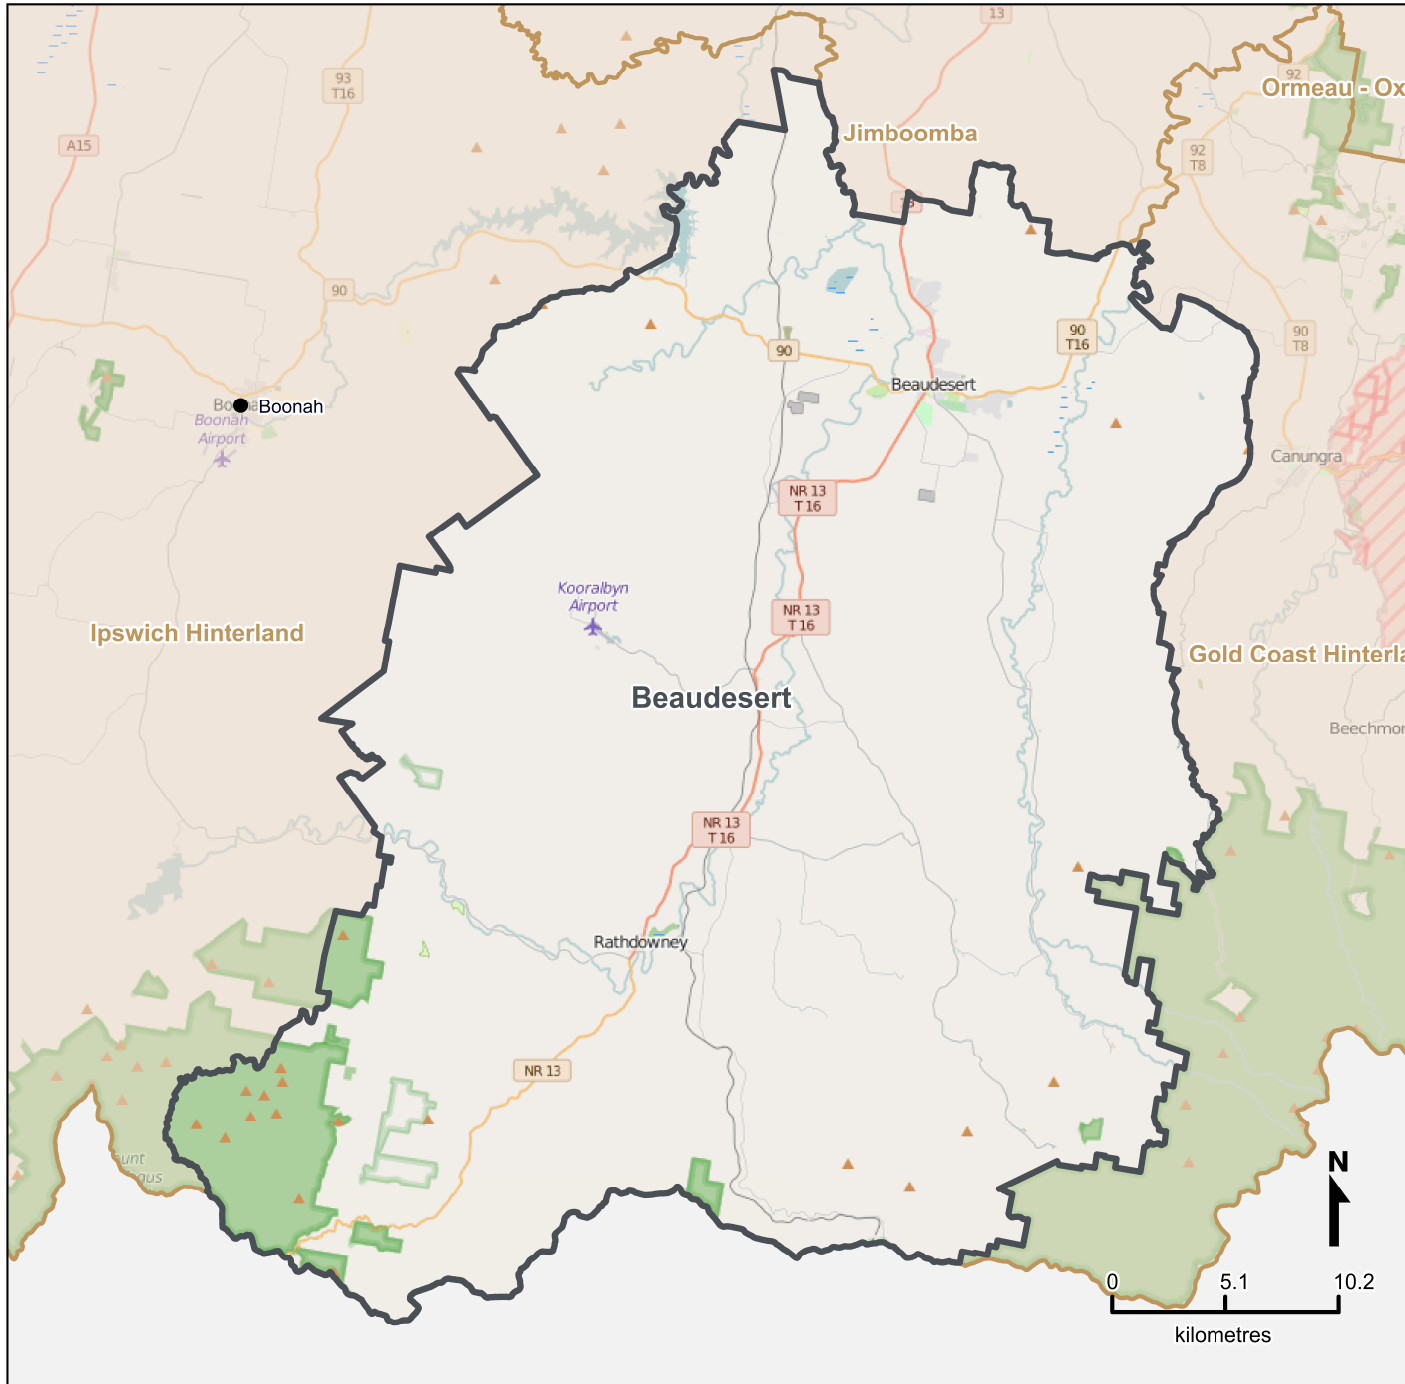 13
92
Ormeau - Ox
93
T16
Jimboomba
A15
92
T8
13
90
90
T16
90
T8
90
Beaudesert
Boonah
Boonah
Airport
Canungra
NR 13
T 16
Kooralbyn
Airport
NR 13
T 16
Ipswich Hinterland
Gold Coast Hinterla
Beaudesert
Beechmor
NR 13
T 16
Rathdowney
NR 13
unt
N
0
5.1
10.2
kilometres